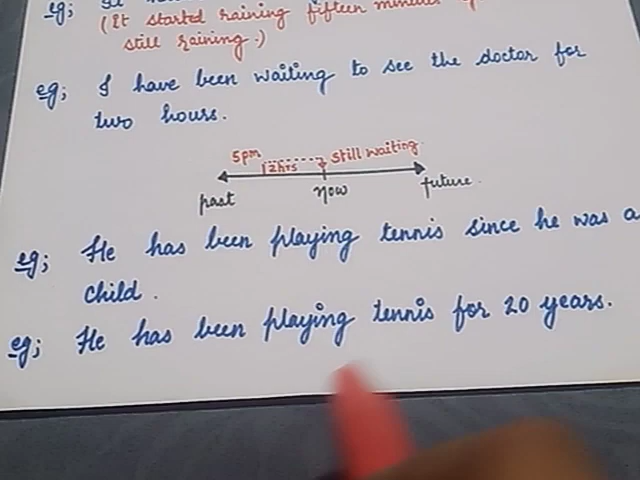 eg;
(It started raining fifteen
still raining.)
eg; I have been waiting to see the doctor for
two hours.
5pm 2hrs still waiting
past now future.
eg; He has been playing tennis since he was a
child.
eg; He has been playing tennis for 20 years.